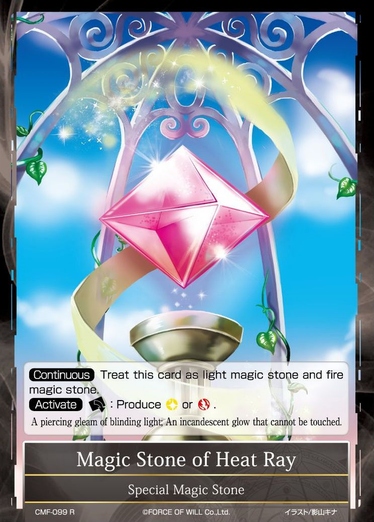 Continuous Treat this card as light magic stone and fire
magic stone.
Activate : Produce or .
A piercing gleam of blinding light; An incandescent glow that cannot be touched.
Magic Stone of Heat Ray
Special Magic Stone
CMF-099 R ©FORCE OF WILL Co.,Ltd. イラスト/影山キナ